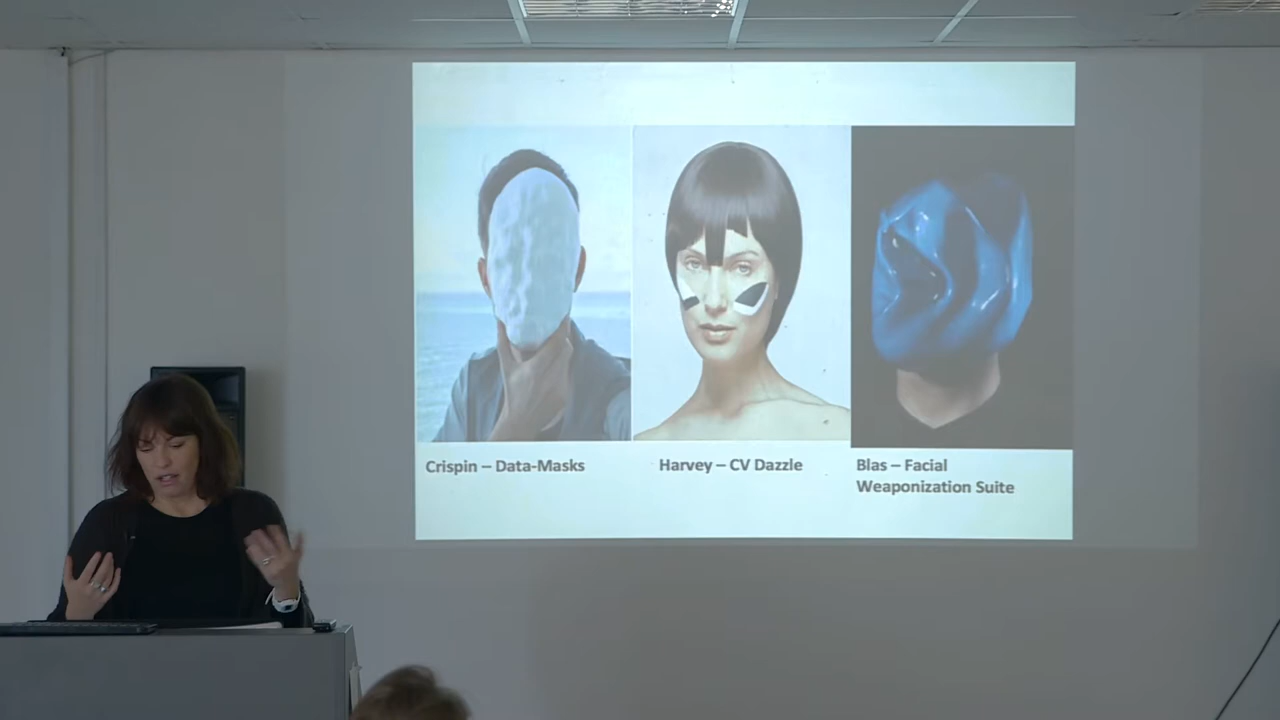 Crispin – Data-Masks
Harvey – CV Dazzle
Blas – Facial
Weaponization Suite